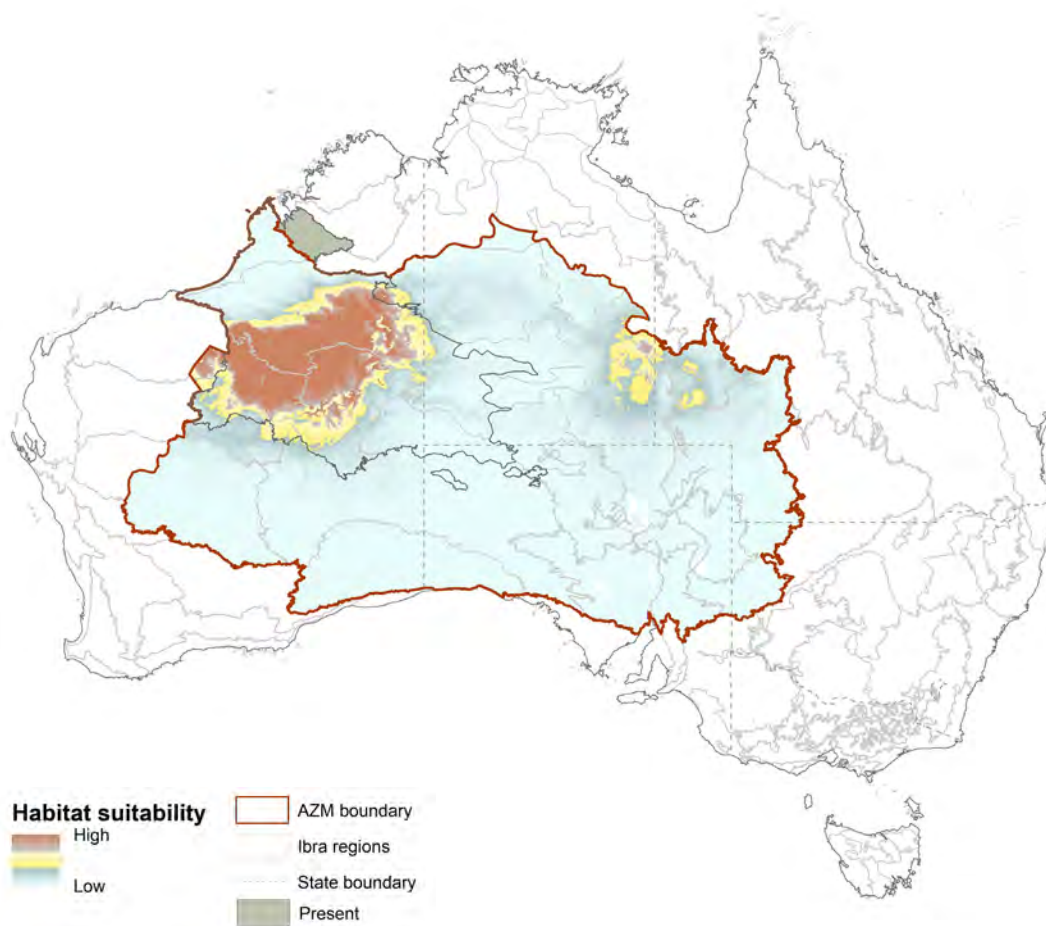 Habitat suitability
High
Low
AZM boundary
Ibra regions
State boundary
Present